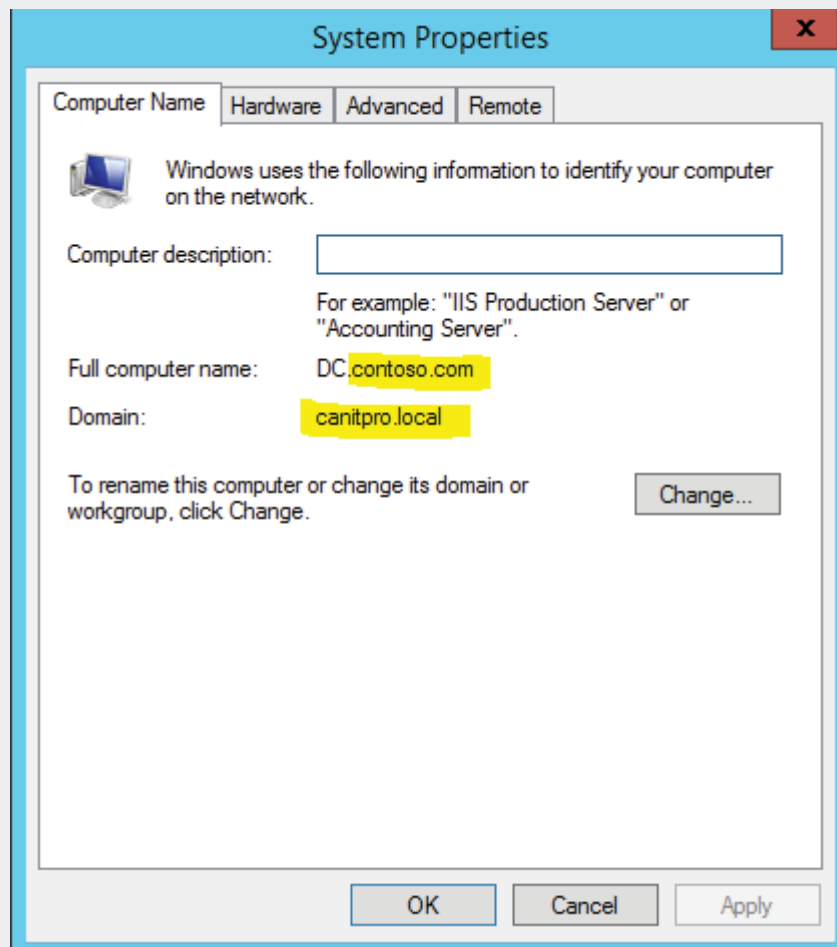 System Properties
x
Computer Name Hardware Advanced Remote
Windows uses the following information to identify your computer
on the network.
Computer description:
For example: "IIS Production Server" or
"Accounting Server".
Full computer name: DC.contoso.com
Domain: canitpro.local
To rename this computer or change its domain or
workgroup, click Change.
Change...
OK Cancel Apply